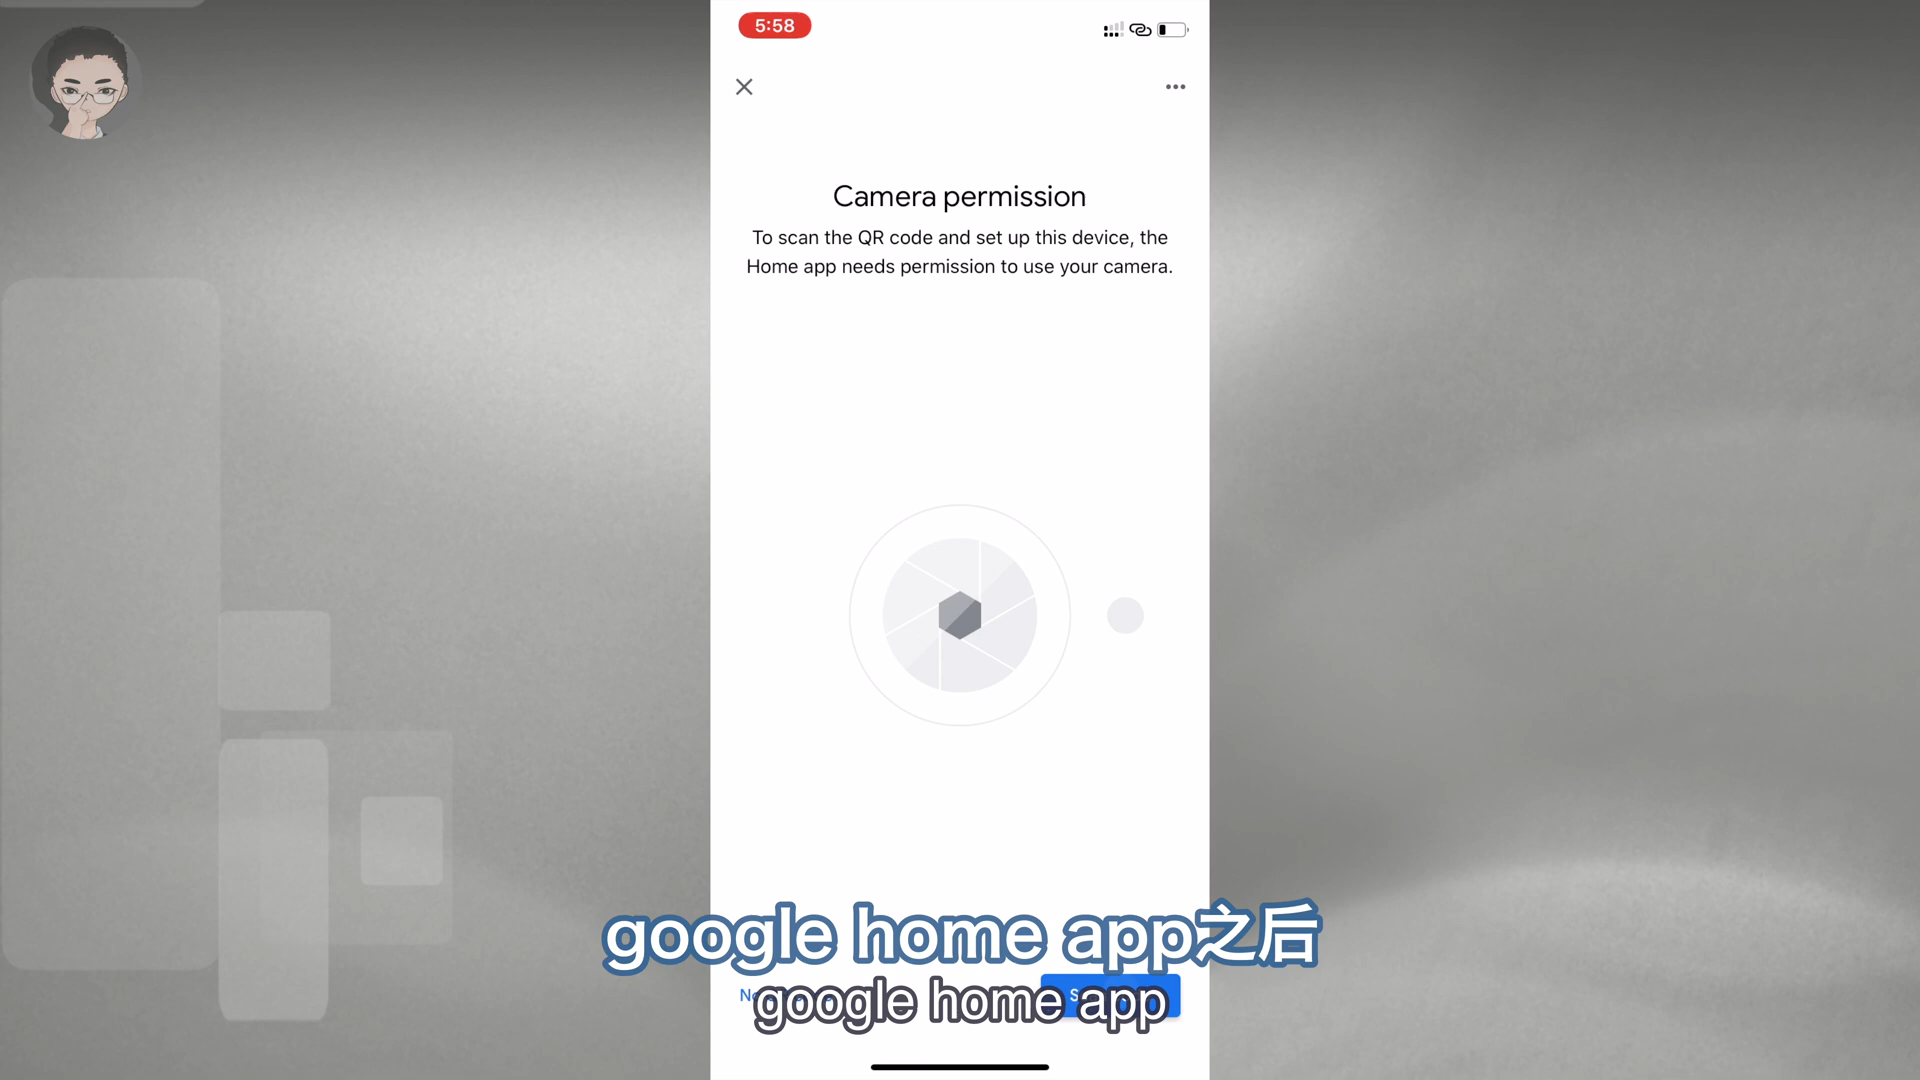 5:58
Camera permission
To scan the QR code and set up this device, the
Home app needs permission to use your camera.
google home app之后
google home app